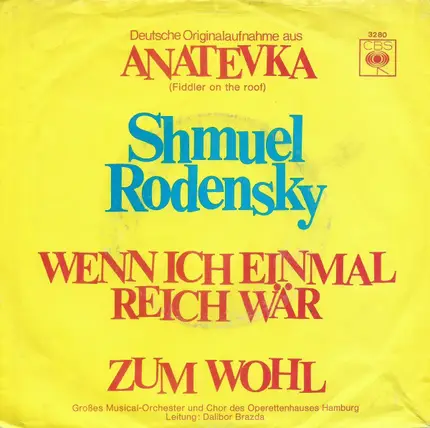 Deutsche Originalaufnahme aus
ANATEVKA
(Fiddler on the roof)
3280
CBS
Shmuel
Rodensky
WENN ICH EINMAL
REICH WÄR
ZUM WOHL
Großes Musical-Orchester und Chor des Operettenhauses Hamburg
Leitung: Dalibor Brazda